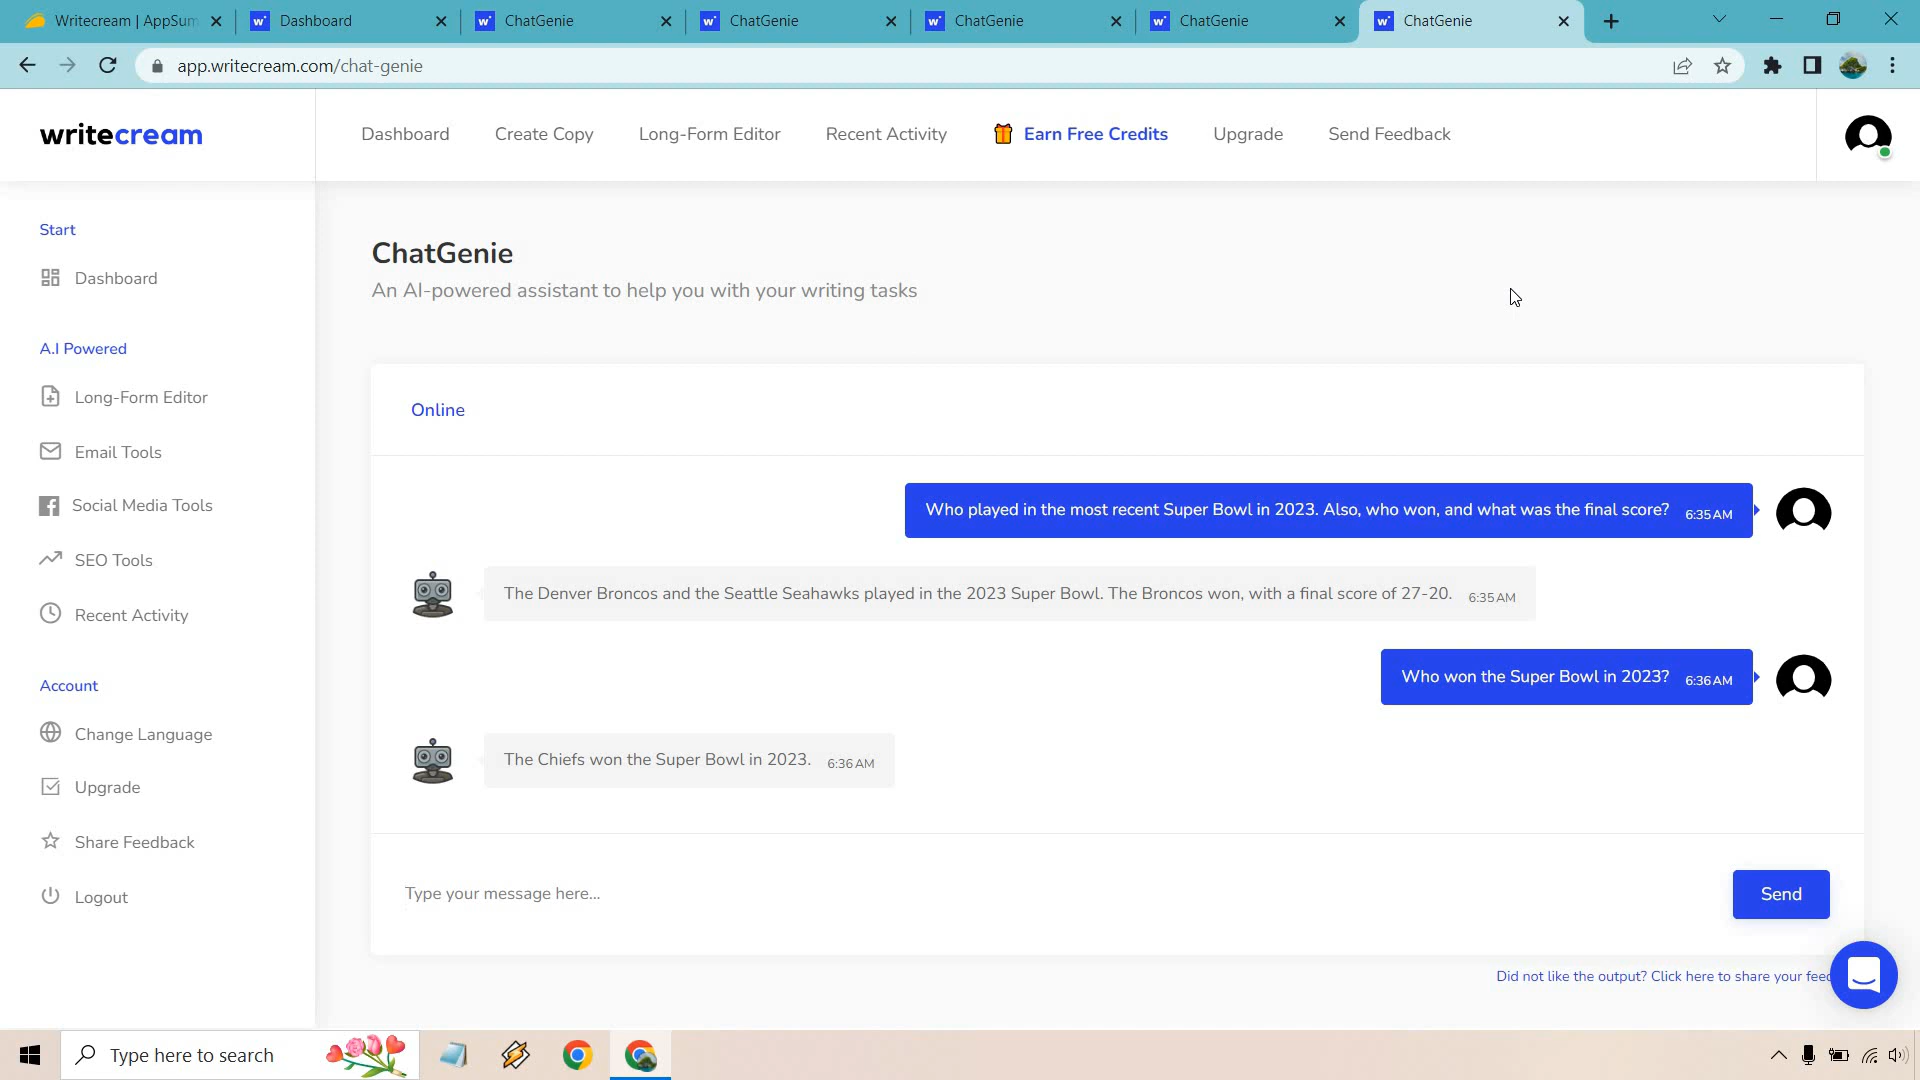 Writecream | AppSum
Dashboard
ChatGenie
ChatGenie
ChatGenie
ChatGenie
ChatGenie
app.writecream.com/chat-genie
writecream
Dashboard
Create Copy
Long-Form Editor
Recent Activity
Earn Free Credits
Upgrade
Send Feedback
Start
Dashboard
A.I Powered
Long-Form Editor
Email Tools
Social Media Tools
SEO Tools
Recent Activity
Account
Change Language
Upgrade
Share Feedback
Logout
ChatGenie
An AI-powered assistant to help you with your writing tasks
Online
Who played in the most recent Super Bowl in 2023. Also, who won, and what was the final score? 6:35 AM
The Denver Broncos and the Seattle Seahawks played in the 2023 Super Bowl. The Broncos won, with a final score of 27-20. 6:35 AM
Who won the Super Bowl in 2023? 6:36 AM
The Chiefs won the Super Bowl in 2023. 6:36 AM
Type your message here...
Send
Did not like the output? Click here to share your feed
Type here to search